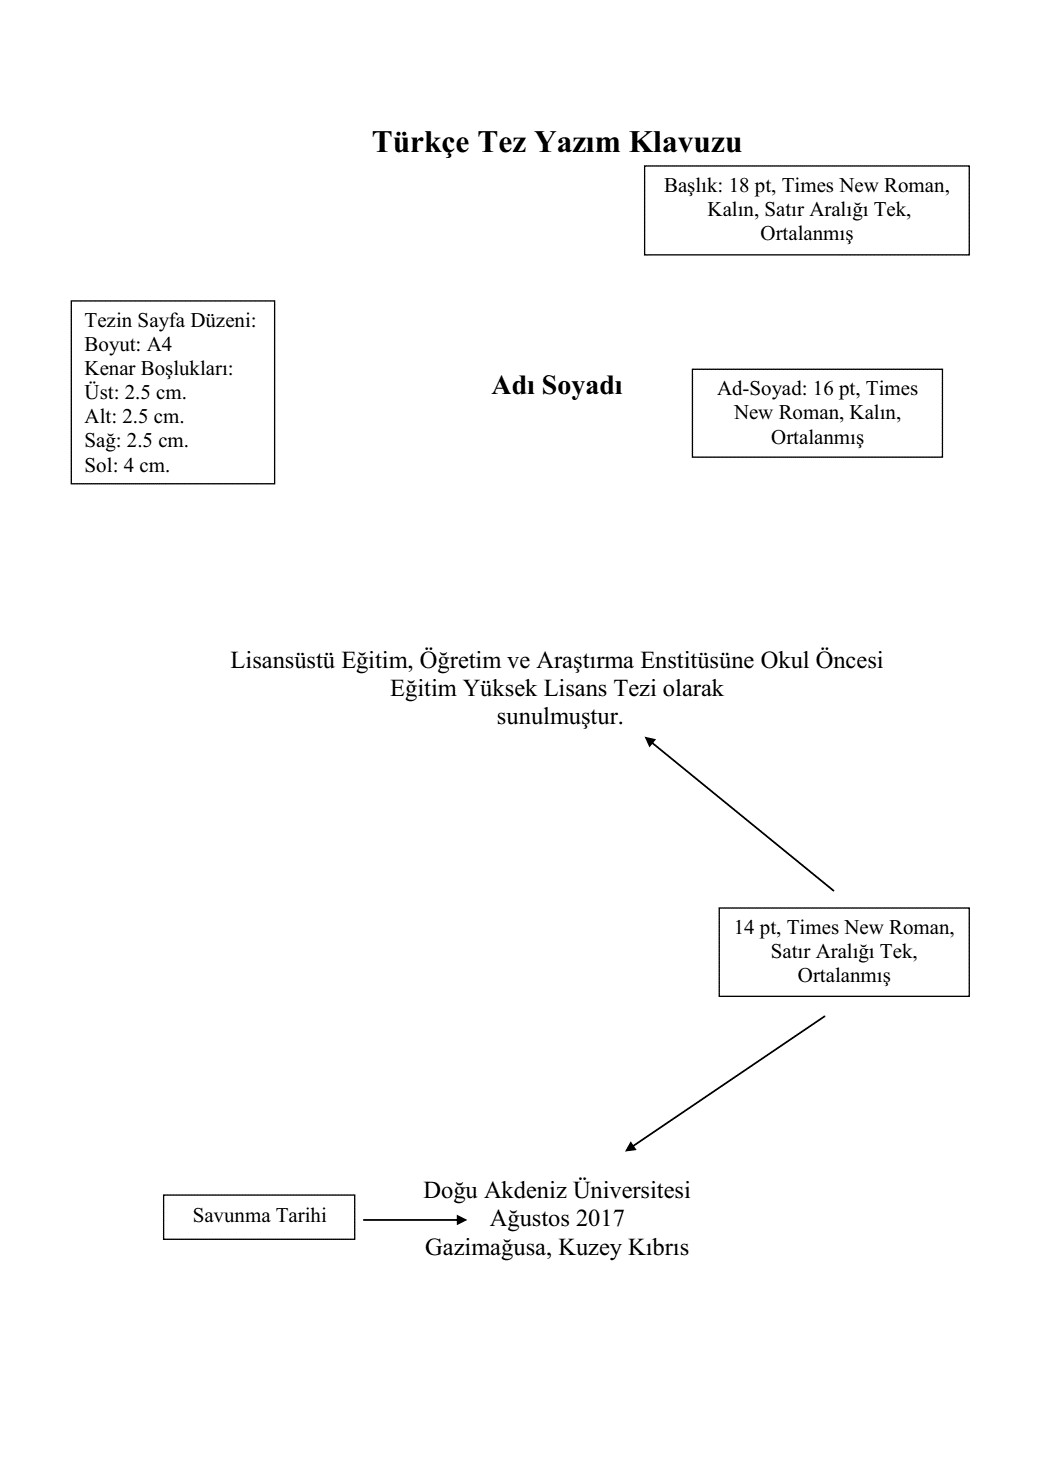 Türkçe Tez Yazım Klavuzu
Başlık: 18 pt, Times New Roman,
Kalın, Satır Aralığı Tek,
Ortalanmış
Tezin Sayfa Düzeni:
Boyut: A4
Kenar Boşlukları:
Üst: 2.5 cm.
Alt: 2.5 cm.
Sağ: 2.5 cm.
Sol: 4 cm.
Adı Soyadı
Ad-Soyad: 16 pt, Times
New Roman, Kalın,
Ortalanmış
Lisansüstü Eğitim, Öğretim ve Araştırma Enstitüsüne Okul Öncesi
Eğitim Yüksek Lisans Tezi olarak
sunulmuştur.
14 pt, Times New Roman,
Satır Aralığı Tek,
Ortalanmış
Doğu Akdeniz Üniversitesi
Savunma Tarihi
Ağustos 2017
Gazimağusa, Kuzey Kıbrıs